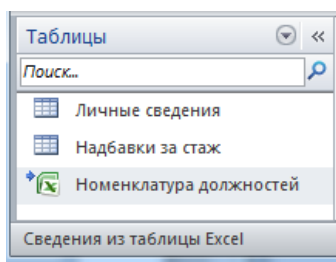 Таблицы
Поиск...
Личные сведения
Надбавки за стаж
Номенклатура должностей
Сведения из таблицы Excel